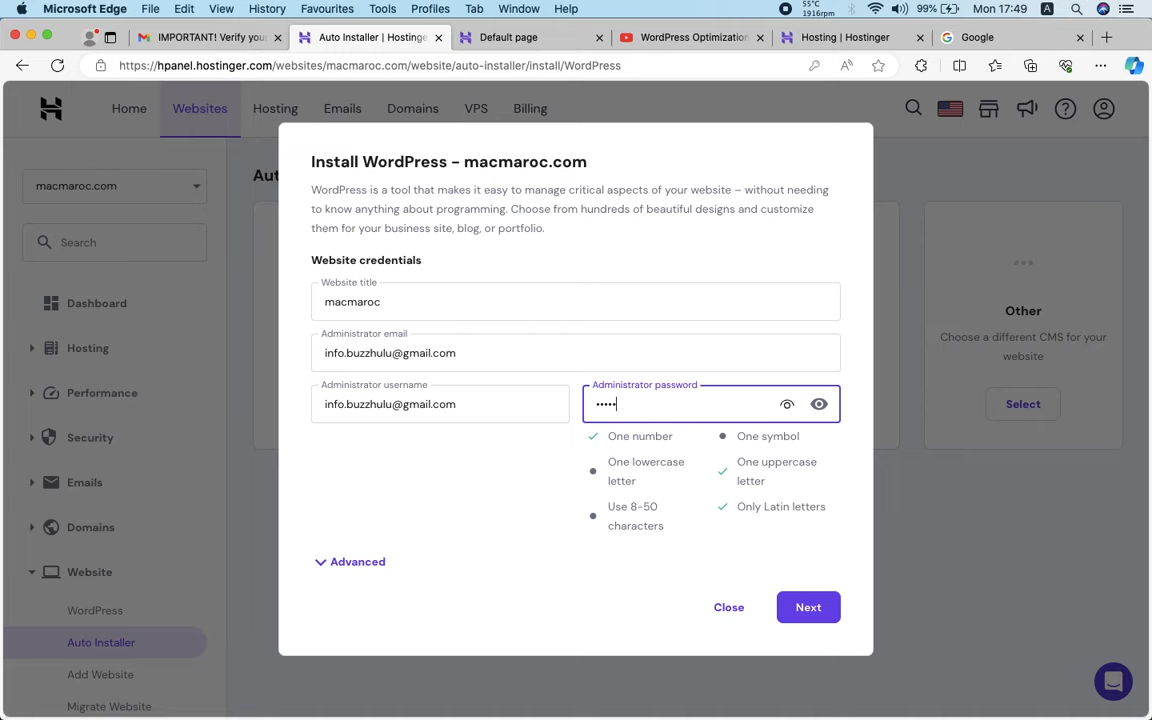 Microsoft Edge File Edit View History Favourites Tools Profiles Tab Window Help 55°C 1916rpm 99% Mon 17:49 A
IMPORTANT! Verify you
Auto Installer | Hostinge
Default page
WordPress Optimization
Hosting | Hostinger
Google
https://hpanel.hostinger.com/websites/macmaroc.com/website/auto-installer/install/WordPress
Home Websites Hosting Emails Domains VPS Billing
macmaroc.com
Search
Dashboard
Hosting
Performance
Security
Emails
Domains
Website
WordPress
Auto Installer
Add Website
Migrate Website
Aut
Install WordPress - macmaroc.com
WordPress is a tool that makes it easy to manage critical aspects of your website – without needing
to know anything about programming. Choose from hundreds of beautiful designs and customize
them for your business site, blog, or portfolio.
Website credentials
Website title
macmaroc
Administrator email
info.buzzhulu@gmail.com
Administrator username
info.buzzhulu@gmail.com
Administrator password
•••••
One number
One symbol
One lowercase
letter
One uppercase
letter
Use 8-50
characters
Only Latin letters
Advanced
Close
Next
Other
Choose a different CMS for your
website
Select